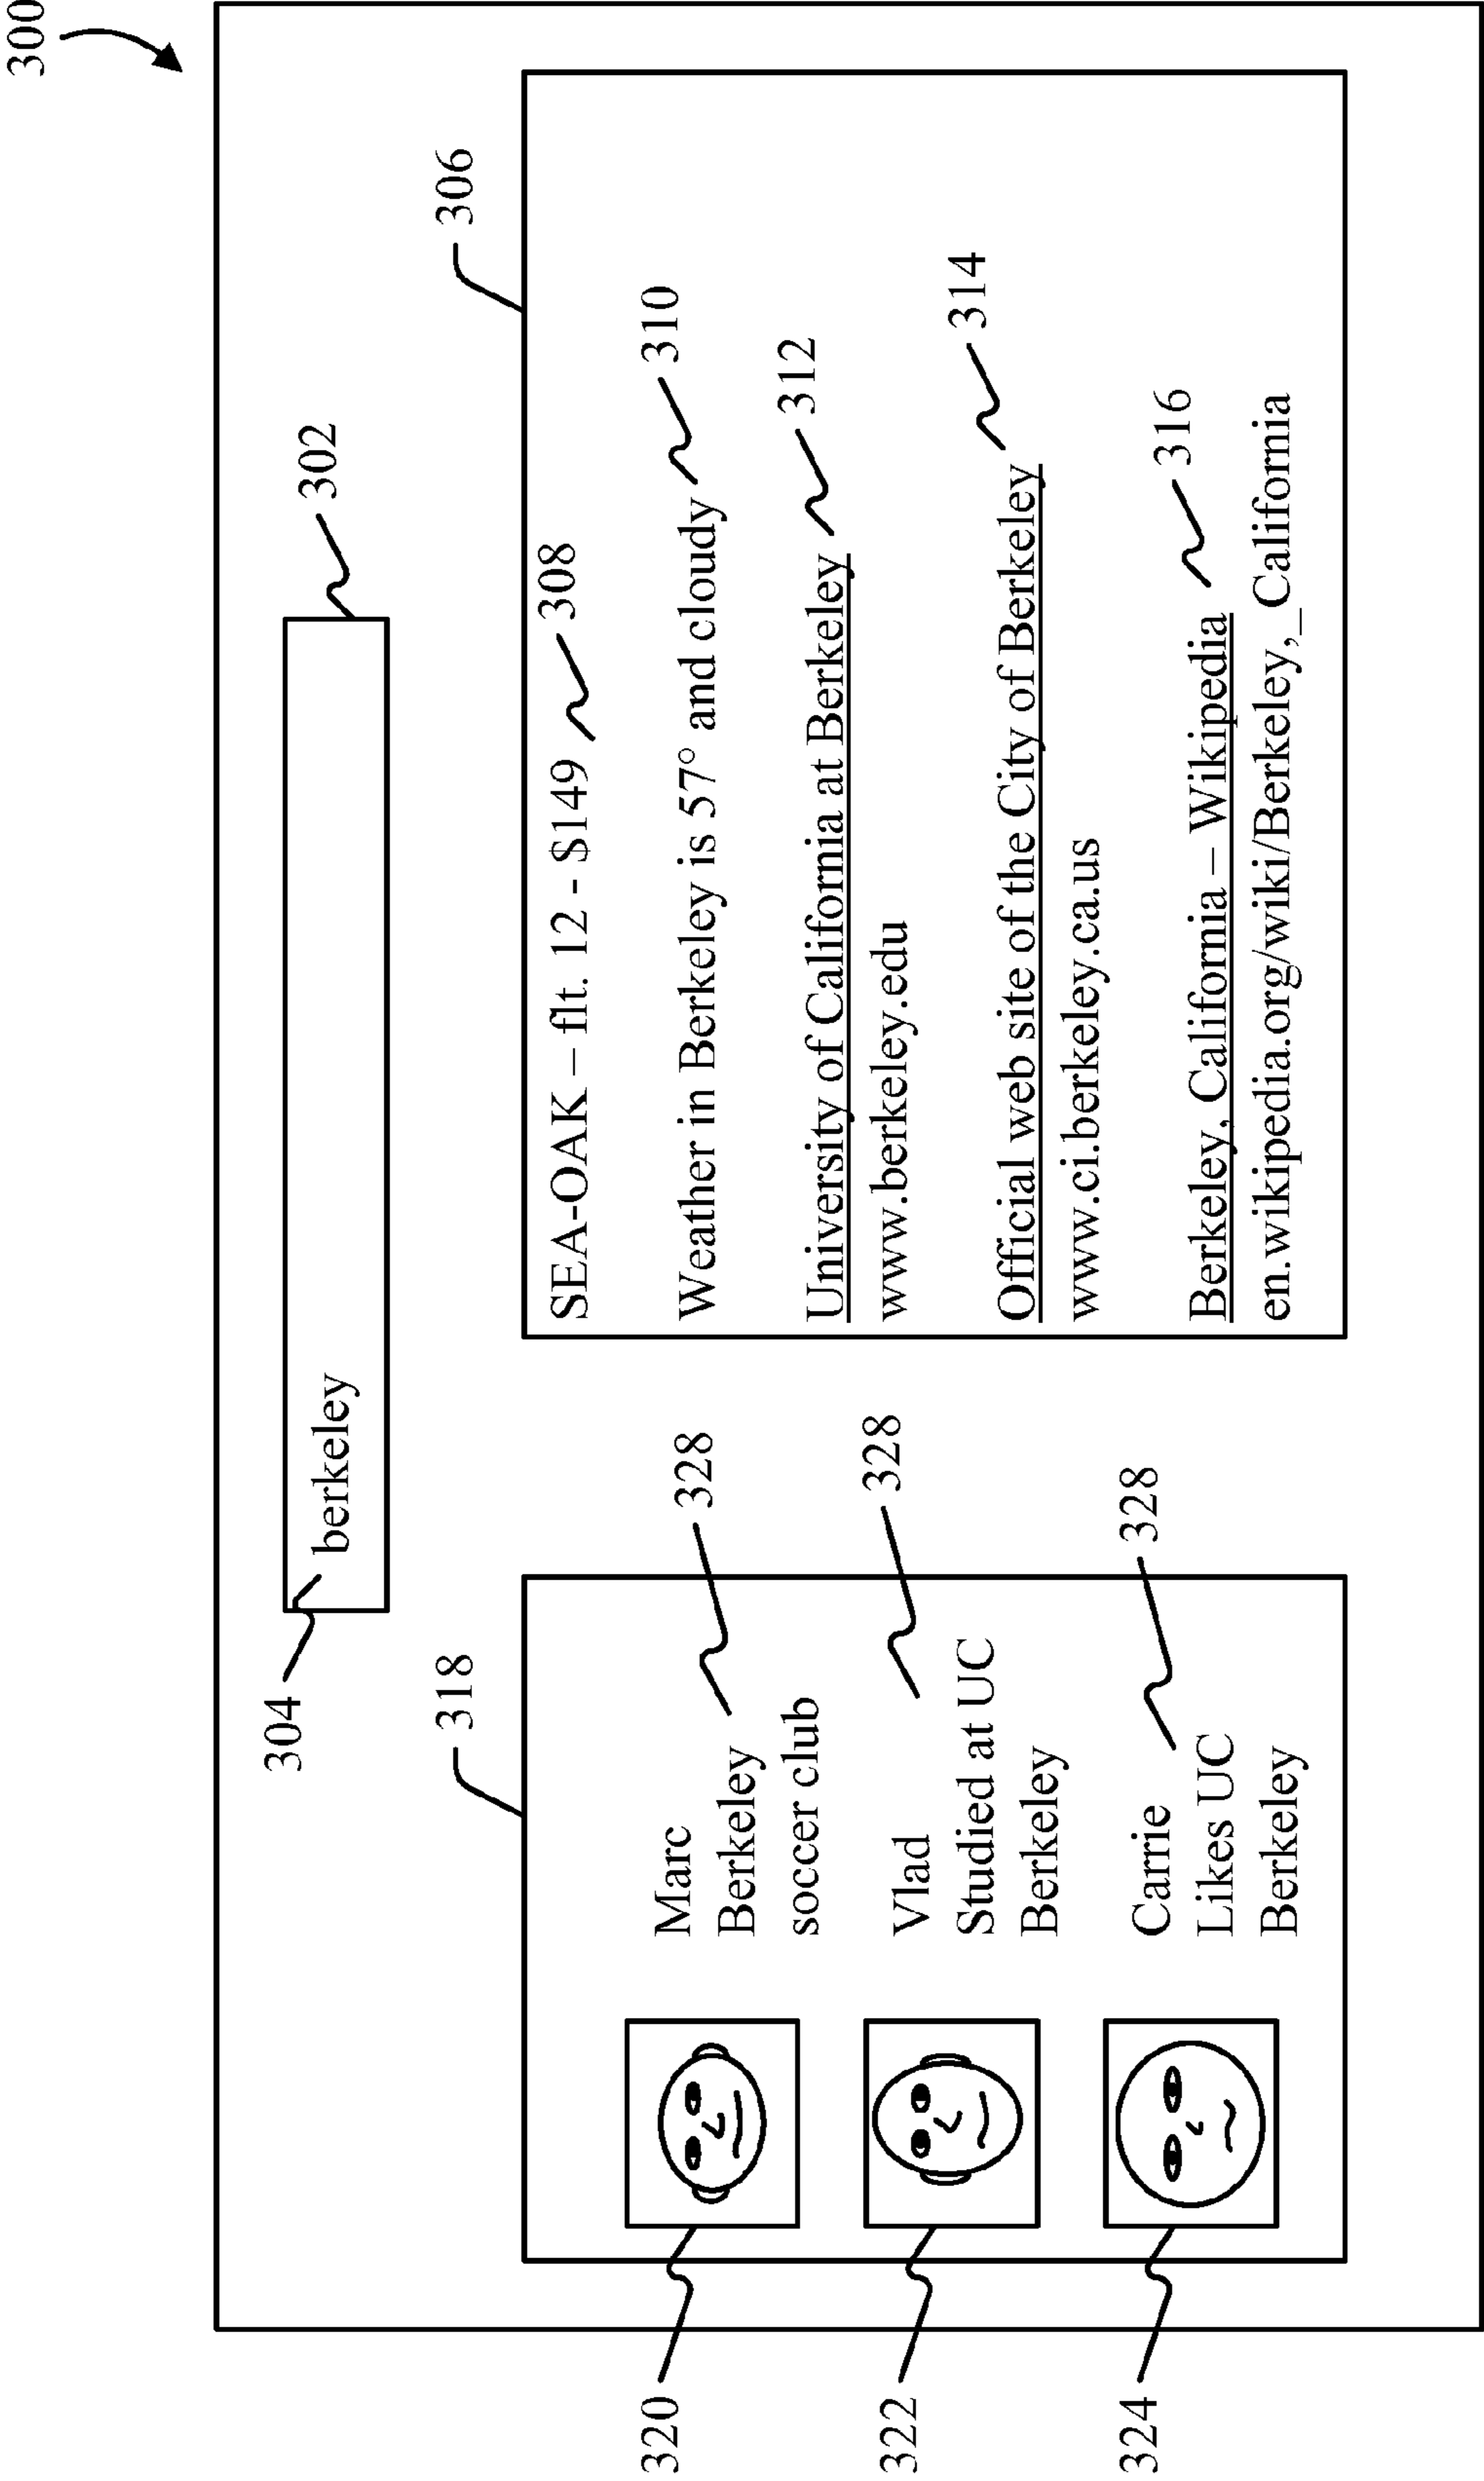 300
302
304
berkeley
318
306
320
Marc
Berkeley
soccer club
328
322
Vlad
Studied at UC
Berkeley
328
324
Carrie
Likes UC
Berkeley
328
SEA-OAK – flt. 12 - $149
308
Weather in Berkeley is 57° and cloudy
310
University of California at Berkeley
312
www.berkeley.edu
Official web site of the City of Berkeley
314
www.ci.berkeley.ca.us
Berkeley, California – Wikipedia
316
en.wikipedia.org/wiki/Berkeley,_California